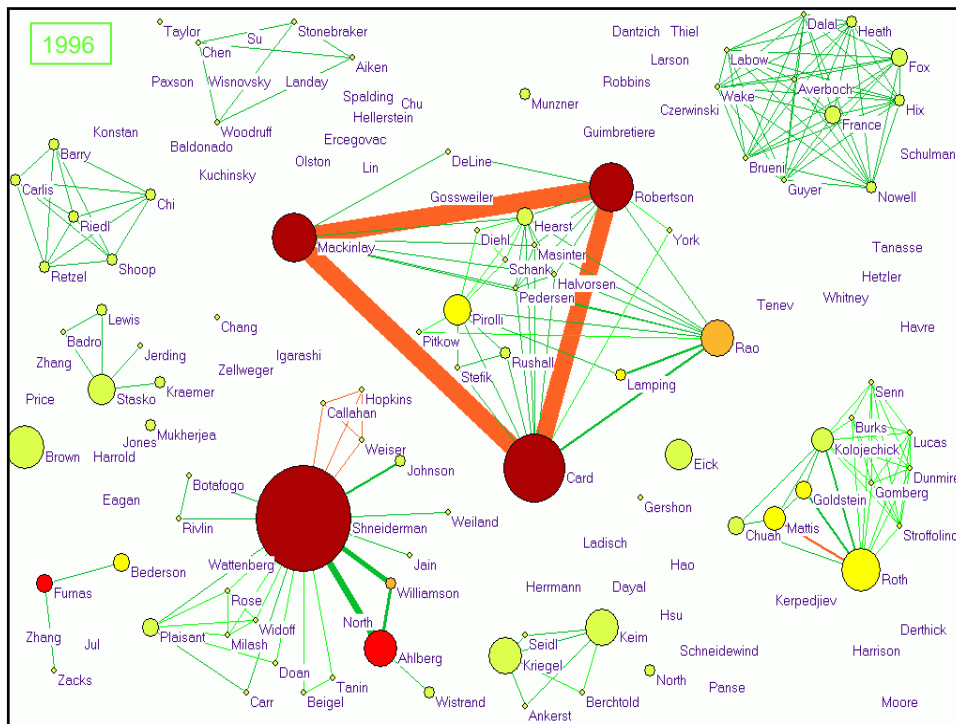 1996
Taylor
Su
Stonebraker
Chen
Aiken
Paxson
Wisnovsky
Landay
Spalding
Chu
Hellerstein
Woodruff
Ercegovac
Konstan
Baldonado
Olston
Lin
Kuchinsky
DeLine
Munzner
Dantzich
Thiel
Larson
Robbins
Czerwinski
Guimbretiere
Dalal
Heath
Labow
Fox
Averboch
Wake
Hix
France
Schulman
Brueni
Guyer
Nowell
Barry
Carlis
Chi
Riedl
Retzel
Shoop
Gossweiler
Robertson
Mackinlay
Hearst
York
Diehl
Masinter
Schank
Halvorsen
Pedersen
Tanasse
Hetzler
Whitney
Tenev
Havre
Lewis
Chang
Pirolli
Pitkow
Rao
Badro
Zhang
Jerding
Igarashi
Zellweger
Rushall
Stefik
Lamping
Price
Stasko
Kraemer
Hopkins
Callahan
Senn
Burks
Lucas
Kolojechick
Jones
Mukherjea
Weiser
Brown
Harrold
Johnson
Card
Eick
Dunmire
Goldstein
Gomberg
Eagan
Botafogo
Gershon
Rivlin
Shneiderman
Weiland
Chuah
Mattis
Stroffolino
Ladisch
Wattenberg
Jain
Hao
Roth
Bederson
Furnas
Rose
Williamson
Herrmann
Dayal
Kerpedjiev
North
Hsu
Zhang
Jul
Plaisant
Milash
Widoff
Seidl
Keim
Derthick
Ahlberg
Kriegel
Schneidewind
Harrison
Zacks
Doan
Tanin
North
Panse
Carr
Beigel
Wistrand
Berchtold
Ankerst
Moore